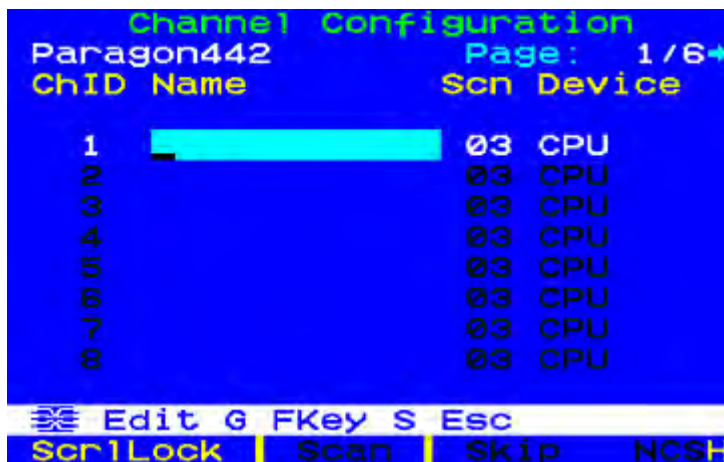 Channel Configuration
Paragon442 Page: 1/6→
ChID Name Scn Device
1 03 CPU
2 03 CPU
3 03 CPU
4 03 CPU
5 03 CPU
6 03 CPU
7 03 CPU
8 03 CPU
Edit G FKey S Esc
ScrlLock Scan Skip NCSH